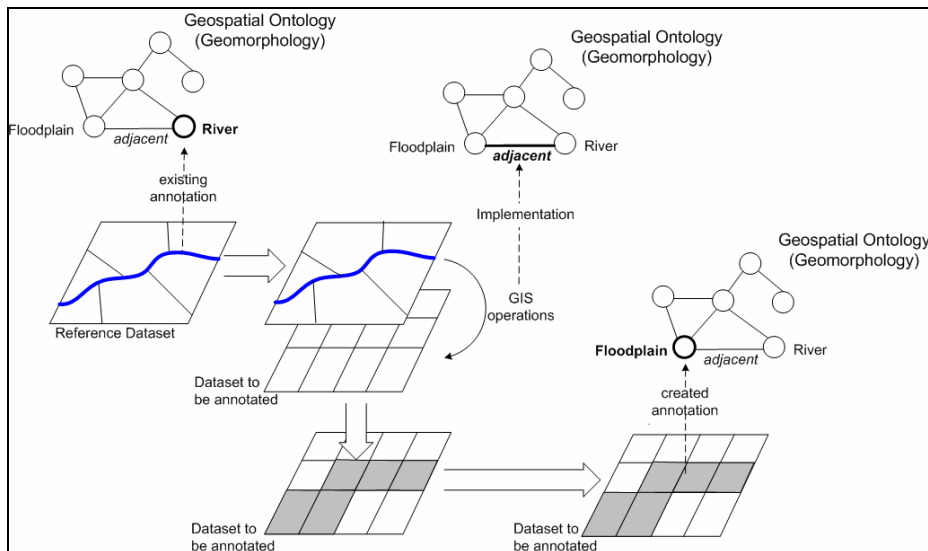 Geospatial Ontology
(Geomorphology)
Floodplain
adjacent
River
existing
annotation
Reference Dataset
Geospatial Ontology
(Geomorphology)
Floodplain
adjacent
River
Implementation
GIS
operations
Dataset to
be annotated
Geospatial Ontology
(Geomorphology)
Floodplain
adjacent
River
created
annotation
Dataset to
be annotated
Dataset to
be annotated